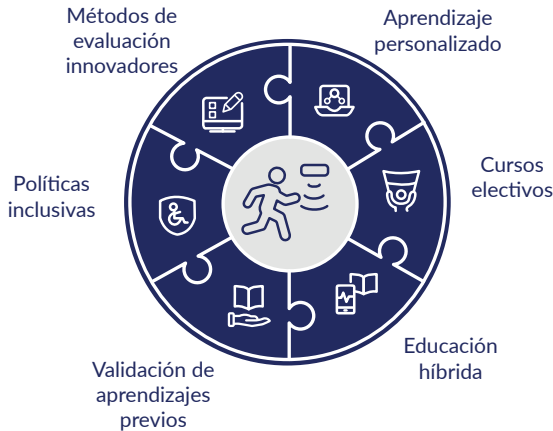 Métodos de
evaluación
innovadores
Aprendizaje
personalizado
Cursos
electivos
Educación
híbrida
Validación de
aprendizajes
previos
Políticas
inclusivas